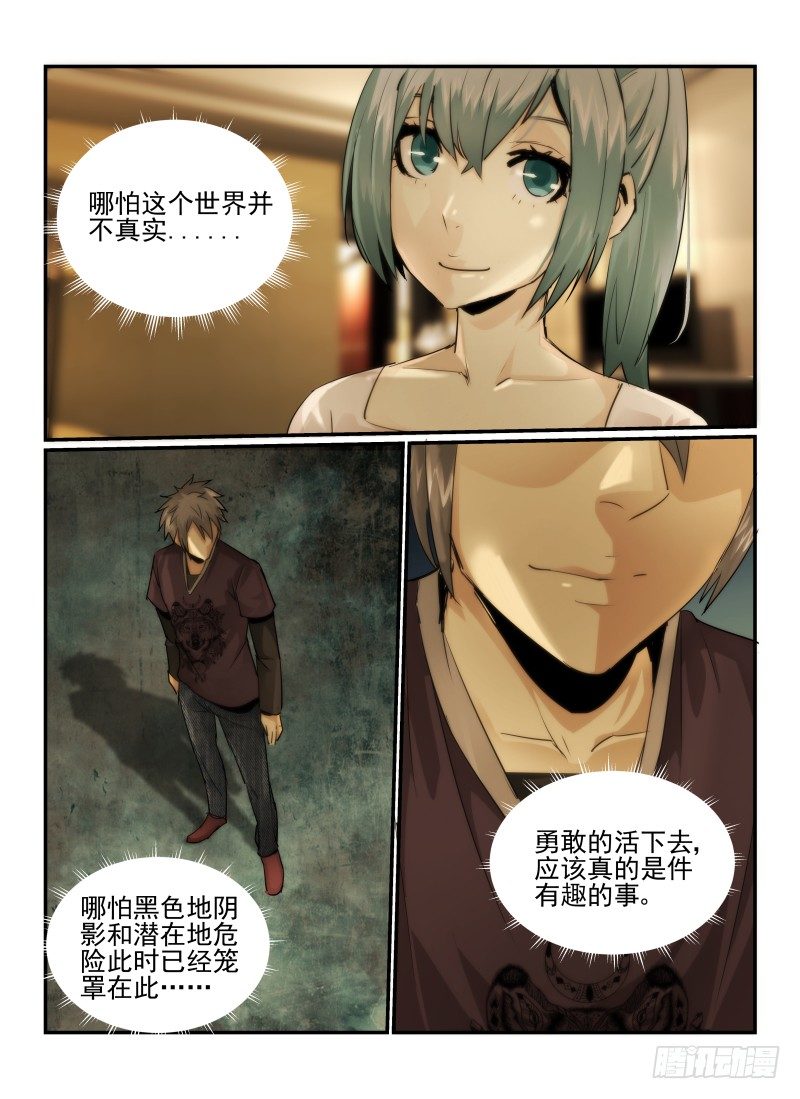 哪怕这个世界并
不真实......
哪怕黑色地阴
影和潜在地危
险此时已经笼
罩在此……
勇敢的活下去，
应该真的是件
有趣的事。
腾讯动漫